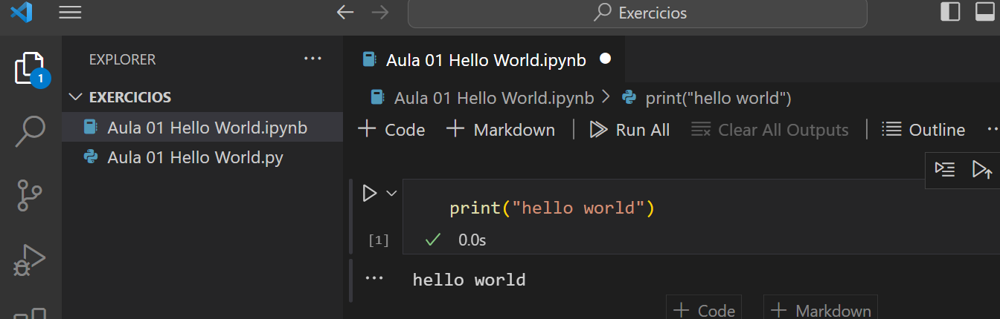 Exercicios
EXPLORER
1
EXERCICIOS
Aula 01 Hello World.ipynb
Aula 01 Hello World.py
Aula 01 Hello World.ipynb
Aula 01 Hello World.ipynb > print("hello world")
+ Code + Markdown | Run All Clear All Outputs | Outline ...
print("hello world")
[1] ✓ 0.0s
... hello world
+ Code + Markdown